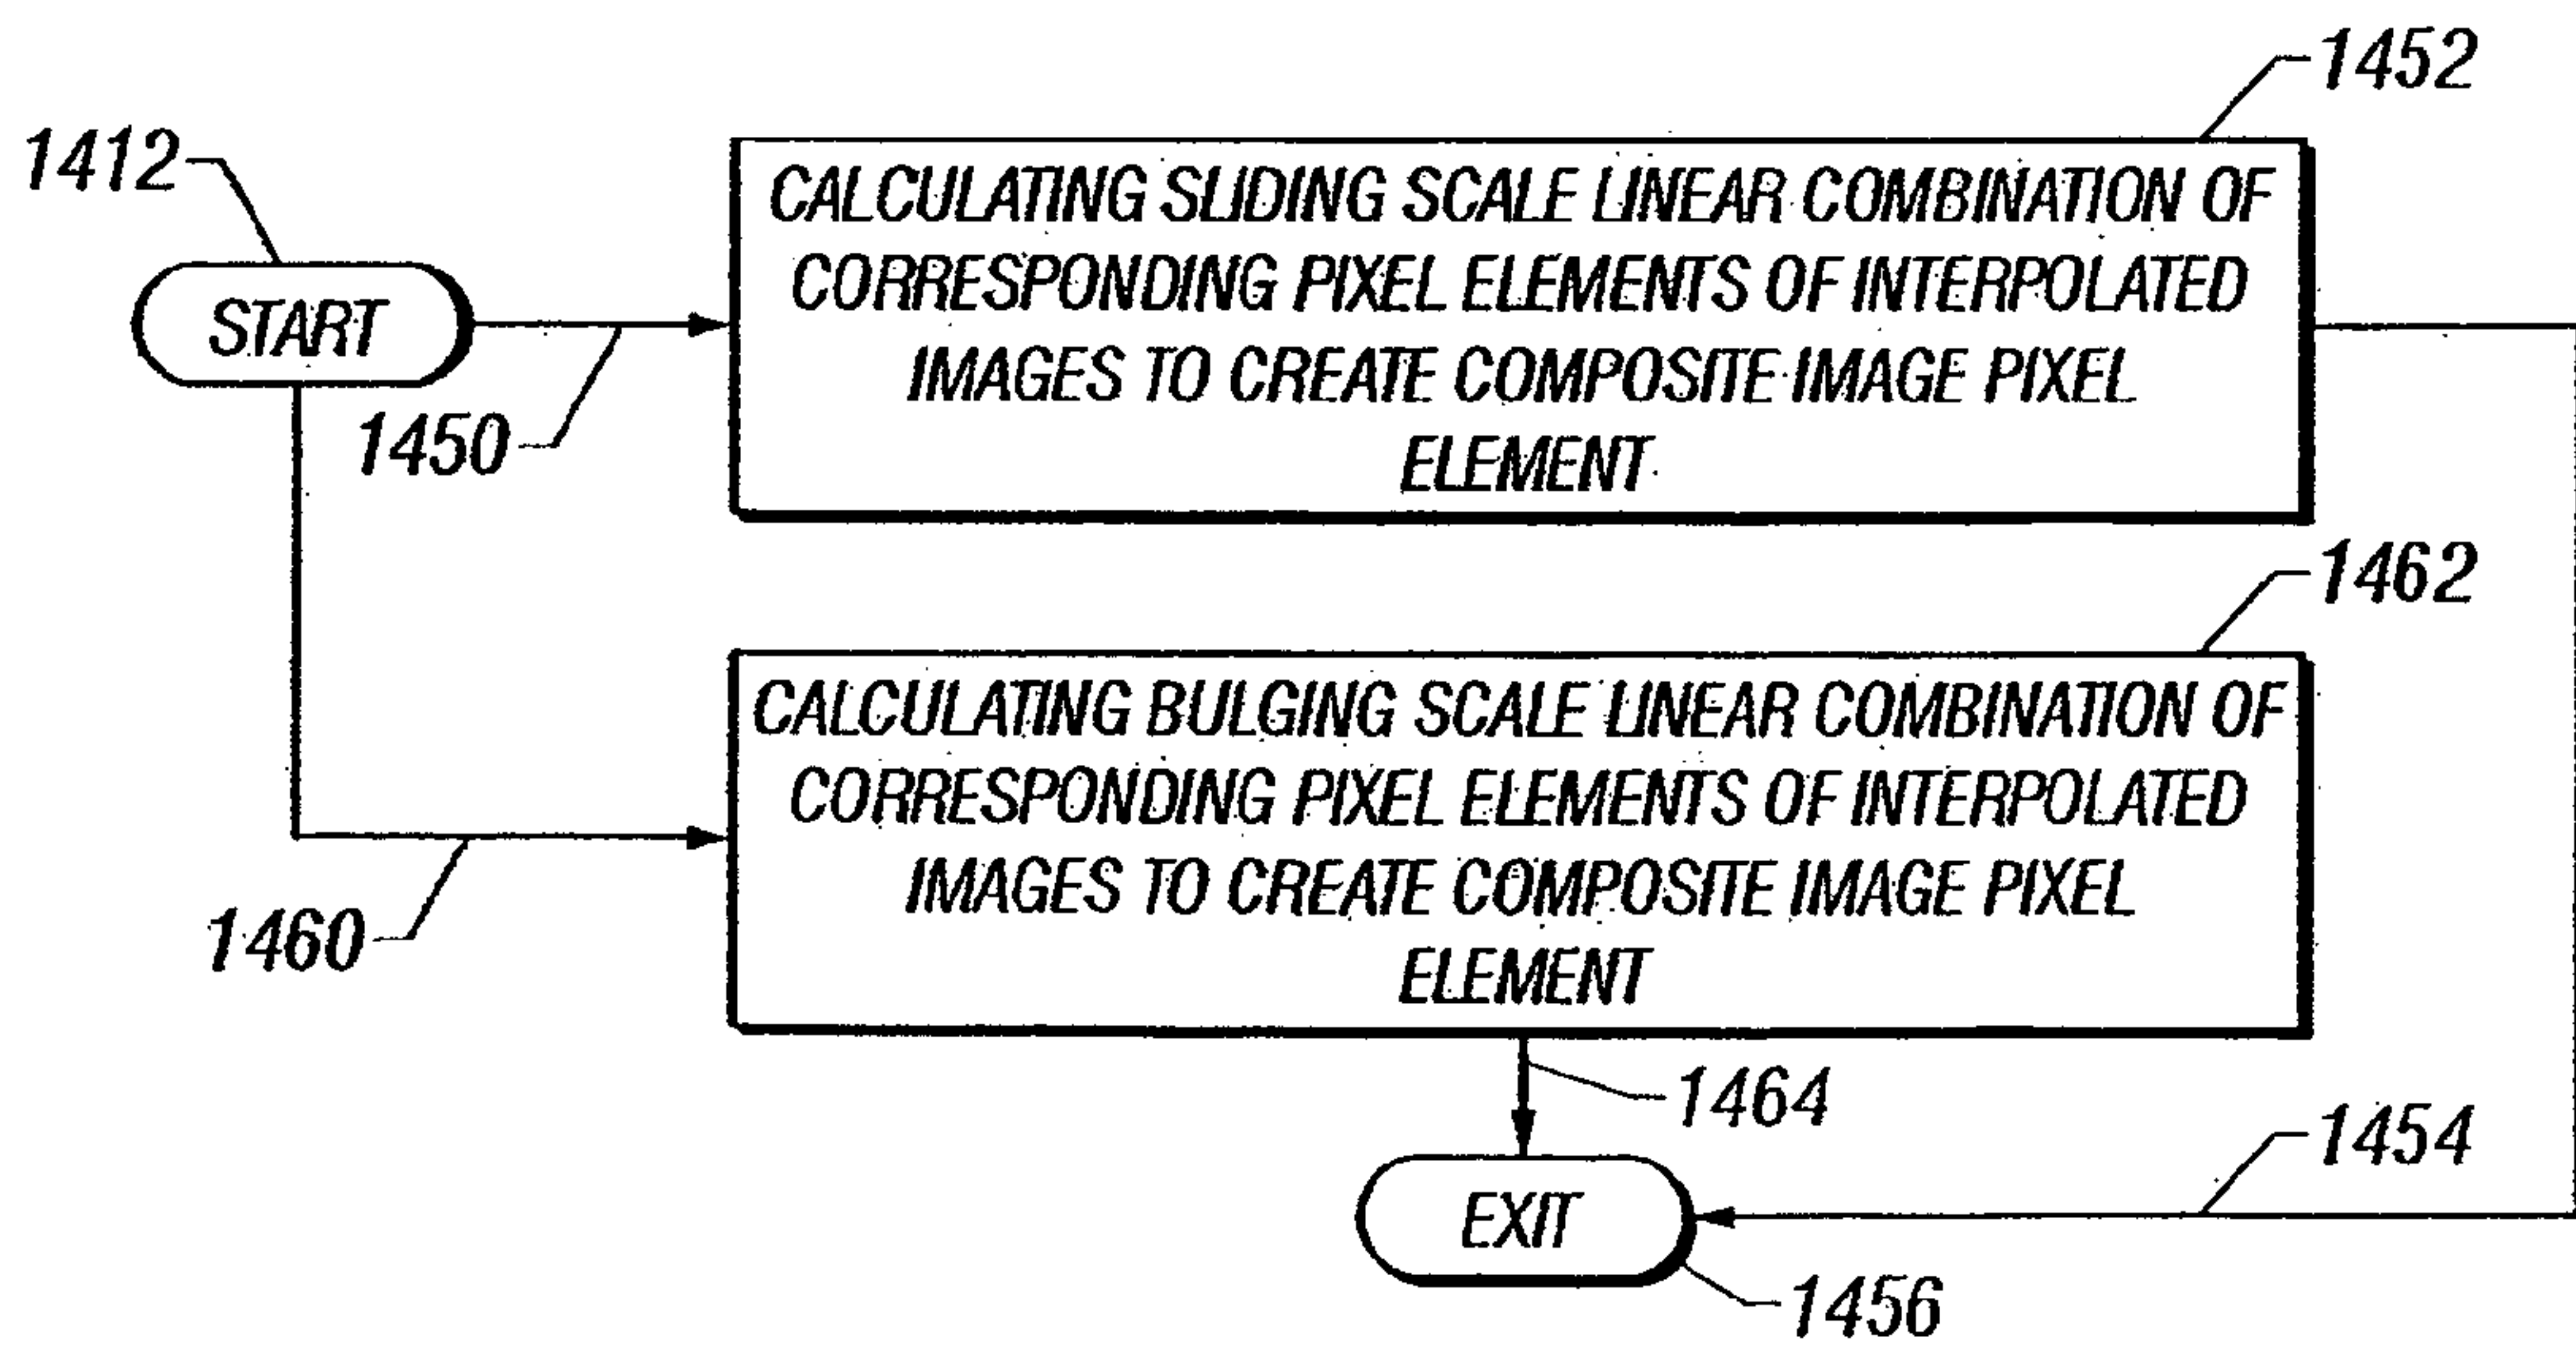 1452
1412
CALCULATING SLIDING SCALE LINEAR COMBINATION OF
CORRESPONDING PIXEL ELEMENTS OF INTERPOLATED
IMAGES TO CREATE COMPOSITE IMAGE PIXEL
ELEMENT
START
1450
1462
CALCULATING BULGING SCALE LINEAR COMBINATION OF
CORRESPONDING PIXEL ELEMENTS OF INTERPOLATED
IMAGES TO CREATE COMPOSITE IMAGE PIXEL
ELEMENT
1460
1464
1454
EXIT
1456